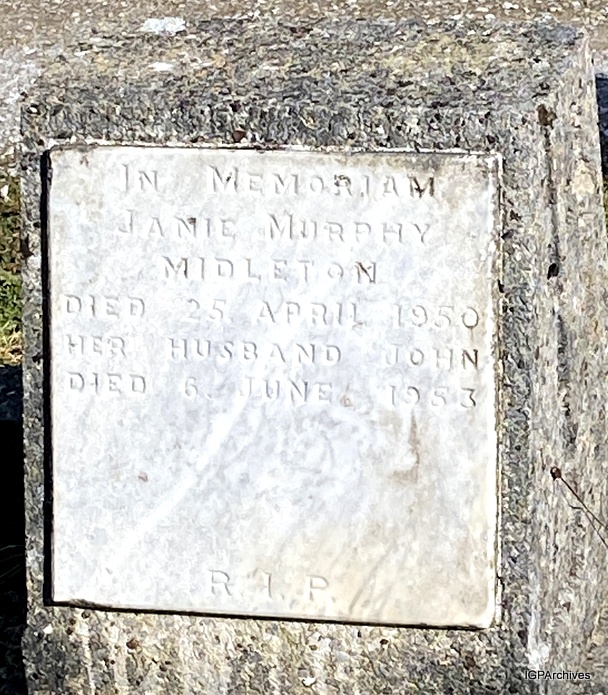 IN MEMORIAM
JANIE MURPHY
MIDLETON
DIED 25. APRIL 1950
HER HUSBAND JOHN
DIED 6. JUNE. 1953
R.I.P.
IGPArchives